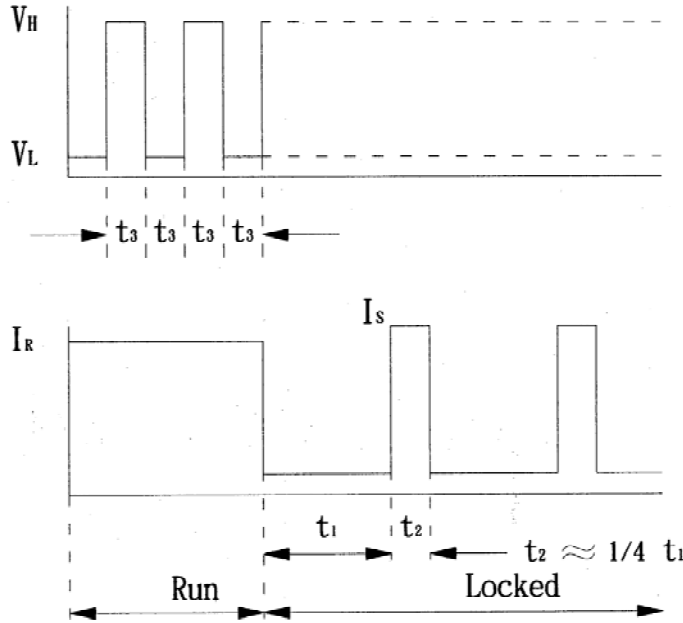 VH
VL
t3 t3 t3 t3
IS
IR
t1 t2 t2 ≈ 1/4 t1
Run Locked